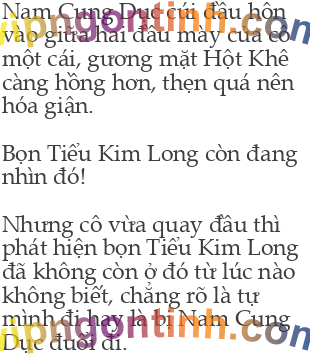 Nam Cung Dục cúi đầu hôn
vào giữa hai đầu mày của cô
một cái, gương mặt Hột Khê
càng hồng hơn, thẹn quá nên
hóa giận.
Bọn Tiểu Kim Long còn đang
nhìn đó!
Nhưng cô vừa quay đầu thì
phát hiện bọn Tiểu Kim Long
đã không còn ở đó từ lúc nào
không biết, chẳng rõ là tự
mình đi hay là bị Nam Cung
Dục đuổi đi.